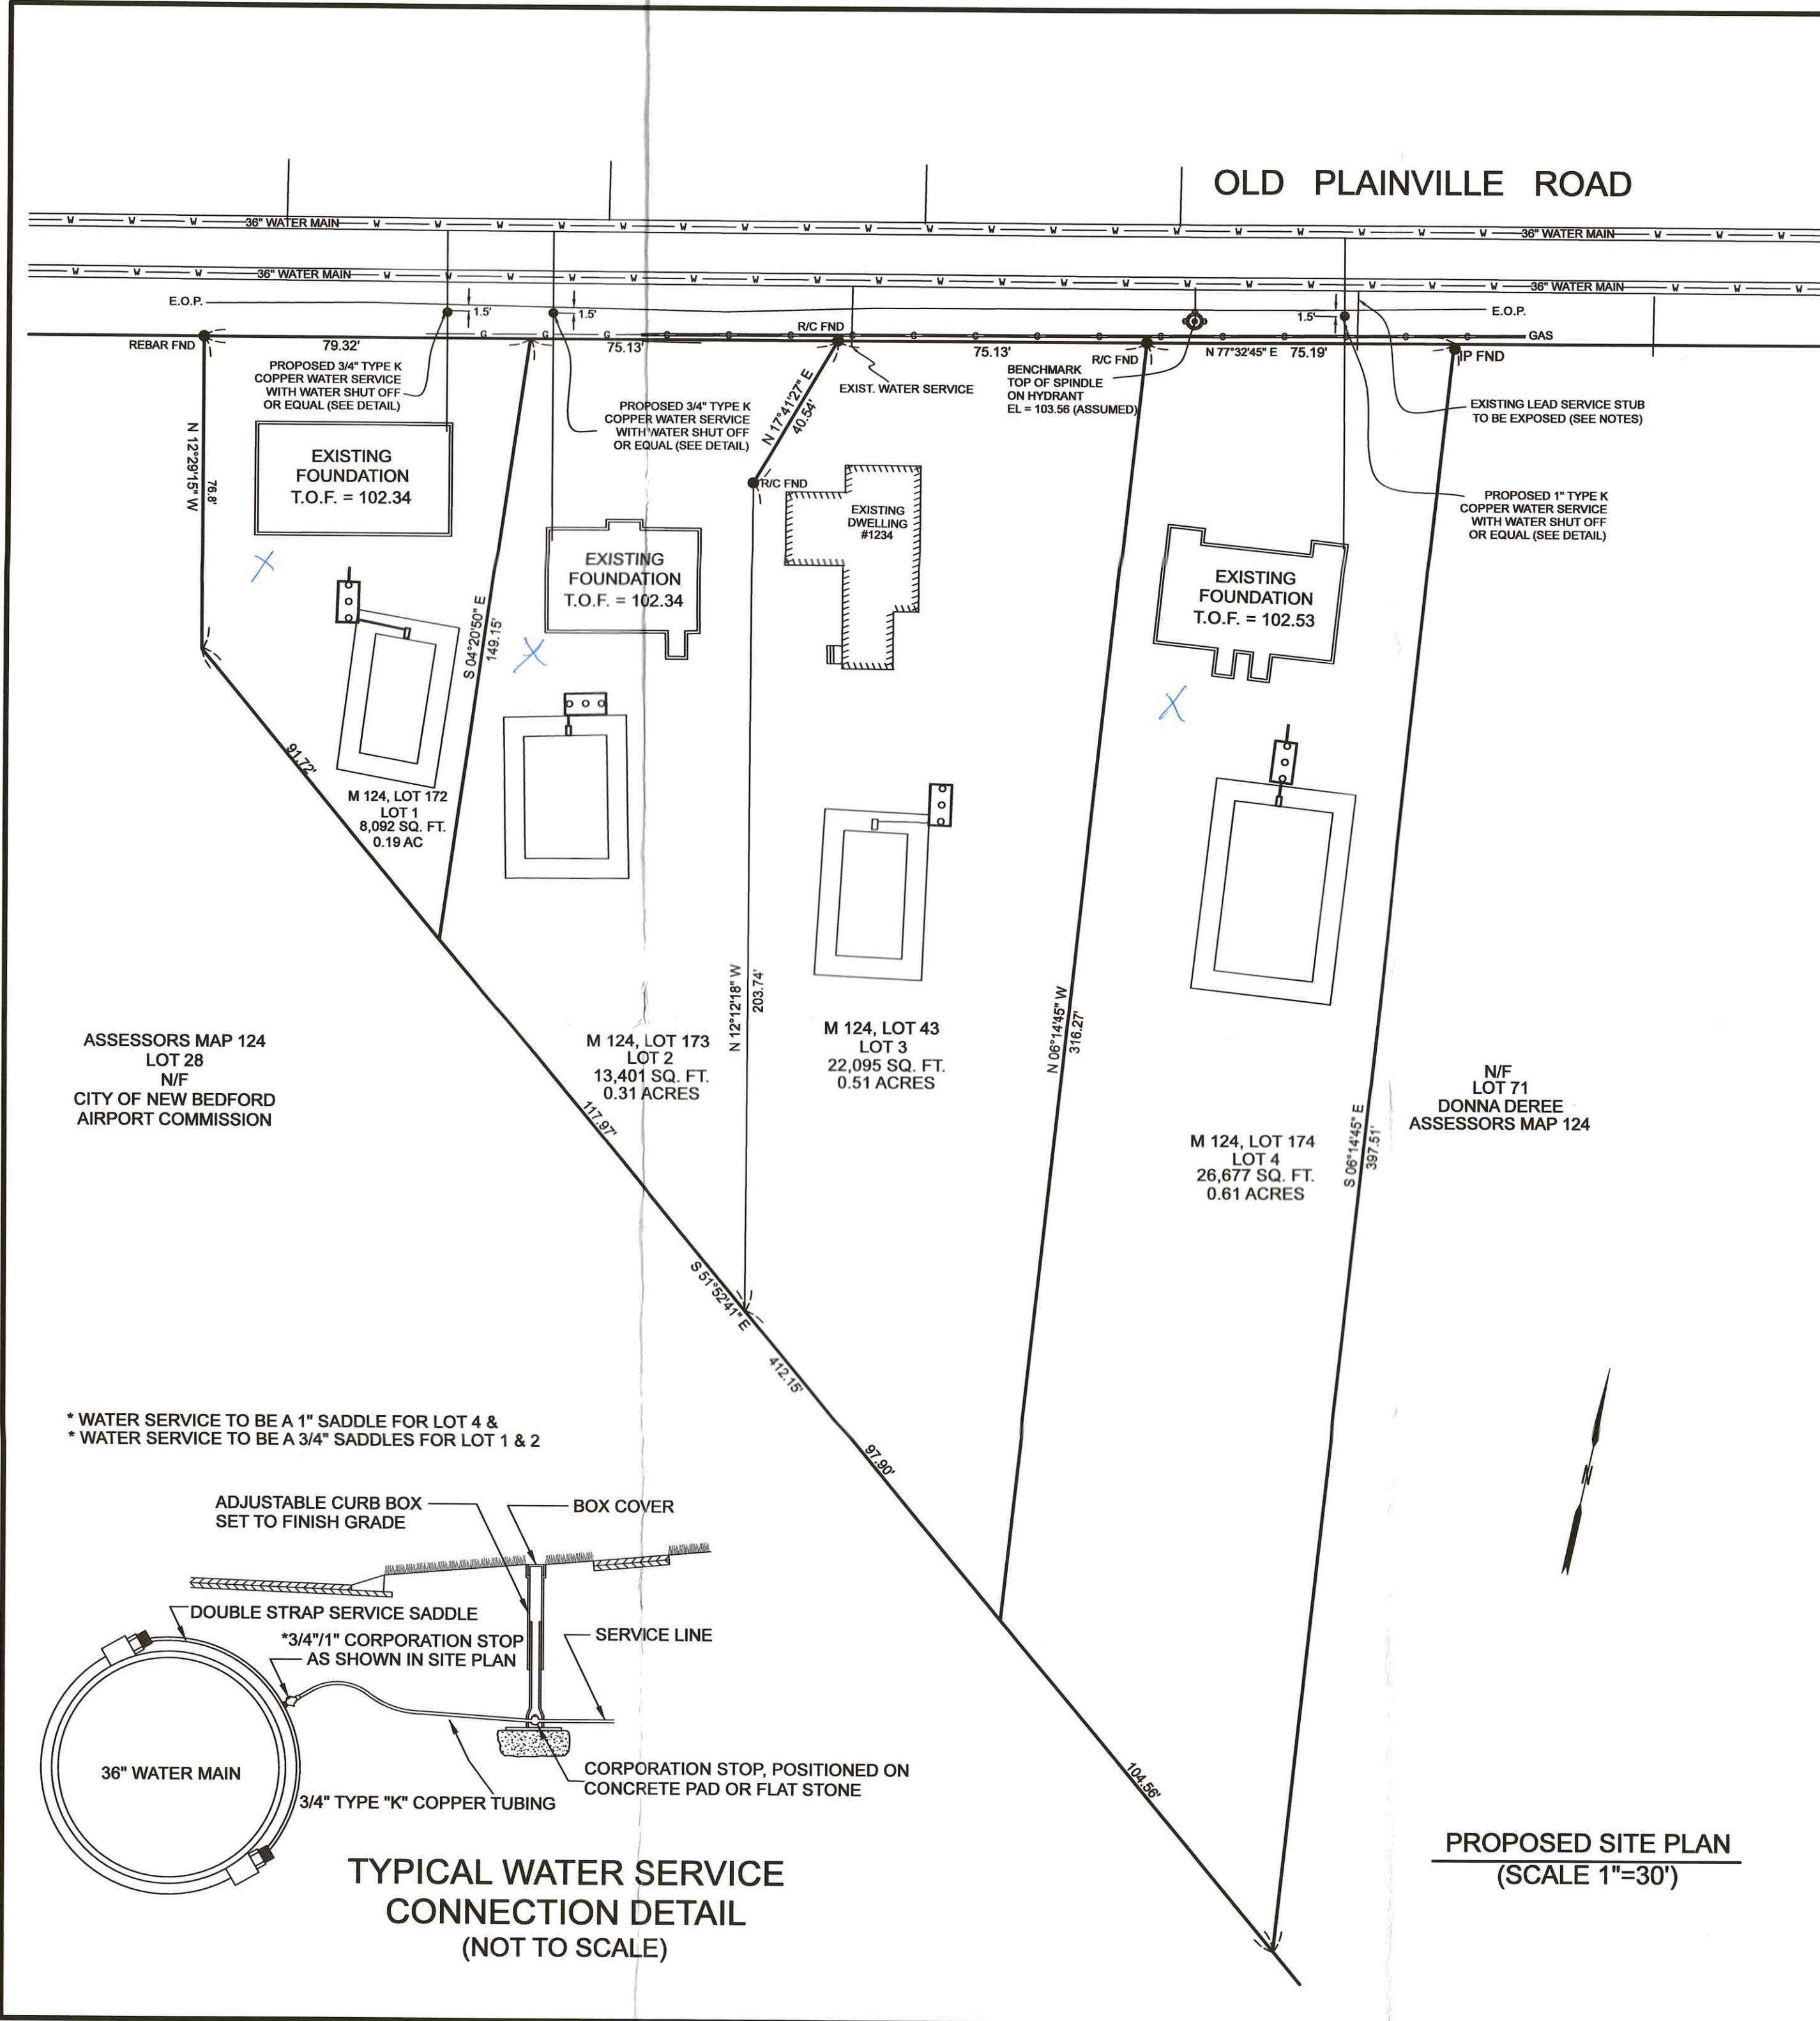 OLD PLAINVILLE ROAD
W W W 36" WATER MAIN W W W W W W W W W W W W W W W W W W W 36" WATER MAIN W W W
W W W 36" WATER MAIN W W W W W W W W W W W W W W W W W W W 36" WATER MAIN W W W
E.O.P.
1.5'
1.5'
1.5'
E.O.P.
REBAR FND
79.32'
G G G
75.13'
R/C FND
G G G G G G G G G G G G G
GAS
75.13'
R/C FND
N 77°32'45" E 75.19'
IP FND
PROPOSED 3/4" TYPE K
COPPER WATER SERVICE
WITH WATER SHUT OFF
OR EQUAL (SEE DETAIL)
PROPOSED 3/4" TYPE K
COPPER WATER SERVICE
WITH WATER SHUT OFF
OR EQUAL (SEE DETAIL)
N 17°41'27" E
40.54'
EXIST. WATER SERVICE
BENCHMARK
TOP OF SPINDLE
ON HYDRANT
EL = 103.56 (ASSUMED)
EXISTING LEAD SERVICE STUB
TO BE EXPOSED (SEE NOTES)
PROPOSED 1" TYPE K
COPPER WATER SERVICE
WITH WATER SHUT OFF
OR EQUAL (SEE DETAIL)
N 12°29'15" W
76.8'
EXISTING
FOUNDATION
T.O.F. = 102.34
R/C FND
EXISTING
DWELLING
#1234
EXISTING
FOUNDATION
T.O.F. = 102.34
EXISTING
FOUNDATION
T.O.F. = 102.53
X
X
X
S 04°20'50" E
149.15'
91.72'
M 124, LOT 172
LOT 1
8,092 SQ. FT.
0.19 AC
N 12°12'18" W
203.74'
N 06°14'45" W
316.27'
ASSESSORS MAP 124
LOT 28
N/F
CITY OF NEW BEDFORD
AIRPORT COMMISSION
M 124, LOT 173
LOT 2
13,401 SQ. FT.
0.31 ACRES
M 124, LOT 43
LOT 3
22,095 SQ. FT.
0.51 ACRES
M 124, LOT 174
LOT 4
26,677 SQ. FT.
0.61 ACRES
S 06°14'45" E
397.51'
N/F
LOT 71
DONNA DEREE
ASSESSORS MAP 124
117.97'
S 51°52'41" E
412.15'
97.90'
104.56'
N
* WATER SERVICE TO BE A 1" SADDLE FOR LOT 4 &
* WATER SERVICE TO BE A 3/4" SADDLES FOR LOT 1 & 2
ADJUSTABLE CURB BOX
SET TO FINISH GRADE
BOX COVER
DOUBLE STRAP SERVICE SADDLE
*3/4"/1" CORPORATION STOP
AS SHOWN IN SITE PLAN
SERVICE LINE
36" WATER MAIN
3/4" TYPE "K" COPPER TUBING
CORPORATION STOP, POSITIONED ON
CONCRETE PAD OR FLAT STONE
TYPICAL WATER SERVICE
CONNECTION DETAIL
(NOT TO SCALE)
PROPOSED SITE PLAN
(SCALE 1"=30')